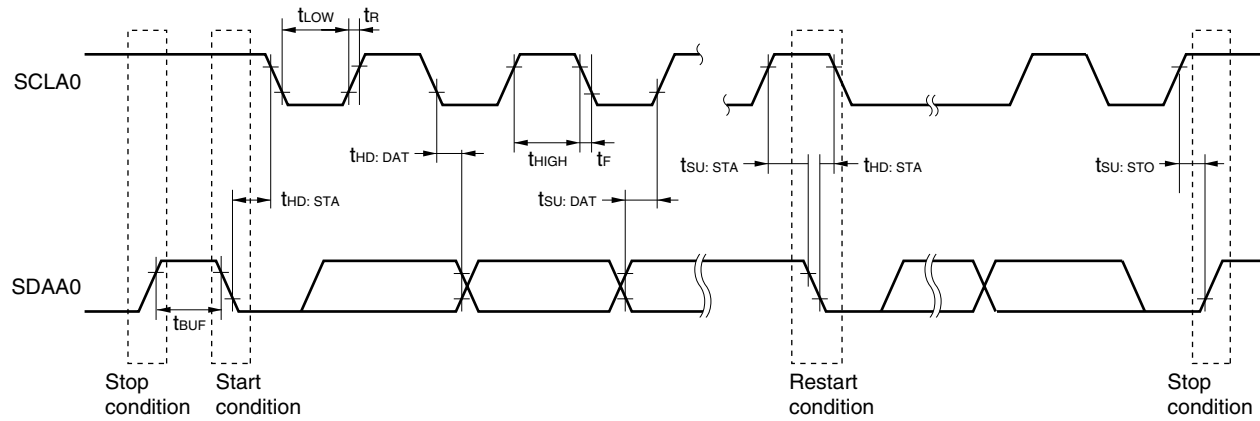 tLOW
tR
SCLA0
tHD: DAT
tHIGH
tF
tSU: STA
tHD: STA
tSU: STO
tHD: STA
tSU: DAT
SDAA0
tBUF
Stop
condition
Start
condition
Restart
condition
Stop
condition